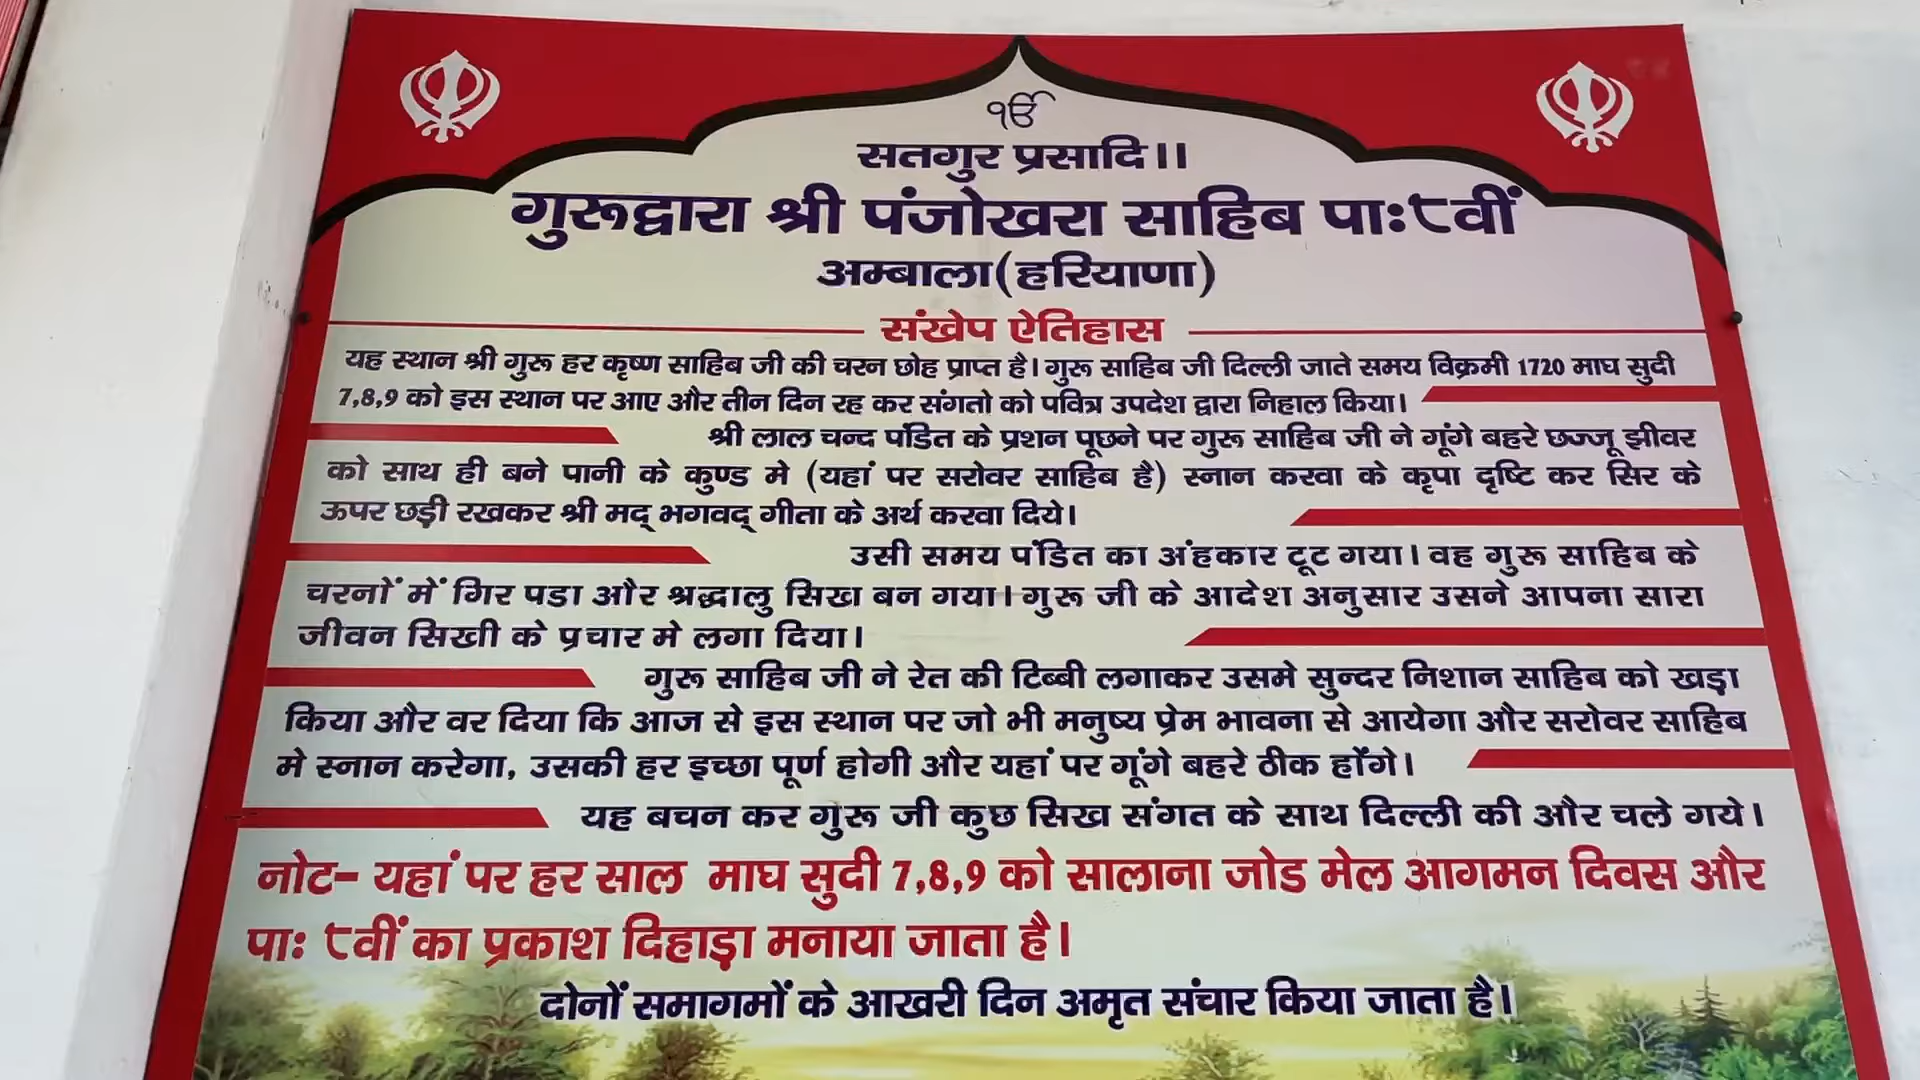 ੴ
सतगुर प्रसादि।।
गुरूद्वारा श्री पंजोखरा साहिब पाः८वीं
अम्बाला(हरियाणा)
संखेप ऐतिहास
यह स्थान श्री गुरू हर कृष्ण साहिब जी की चरन छोह प्राप्त है। गुरू साहिब जी दिल्ली जाते समय विक्रमी 1720 माघ सुदी
7,8,9 को इस स्थान पर आए और तीन दिन रह कर संगतो को पवित्र उपदेश द्वारा निहाल किया।
श्री लाल चन्द पंडित के प्रशन पूछने पर गुरू साहिब जी ने गूंगे बहरे छज्जू झीवर
को साथ ही बने पानी के कुण्ड मे (यहां पर सरोवर साहिब है) स्नान करवा के कृपा दृष्टि कर सिर के
ऊपर छड़ी रखकर श्री मद् भगवद् गीता के अर्थ करवा दिये।
उसी समय पंडित का अंहकार टूट गया। वह गुरू साहिब के
चरनों में गिर पडा और श्रद्धालु सिख बन गया। गुरू जी के आदेश अनुसार उसने आपना सारा
जीवन सिखी के प्रचार मे लगा दिया।
गुरू साहिब जी ने रेत की टिब्बी लगाकर उसमे सुन्दर निशान साहिब को खड़ा
किया और वर दिया कि आज से इस स्थान पर जो भी मनुष्य प्रेम भावना से आयेगा और सरोवर साहिब
मे स्नान करेगा, उसकी हर इच्छा पूर्ण होगी और यहां पर गूंगे बहरे ठीक होंगे।
यह बचन कर गुरू जी कुछ सिख संगत के साथ दिल्ली की और चले गये।
नोट- यहां पर हर साल माघ सुदी 7,8,9 को सालाना जोड मेल आगमन दिवस और
पाः ८वीं का प्रकाश दिहाड़ा मनाया जाता है।
दोनों समागमों के आखरी दिन अमृत संचार किया जाता है।